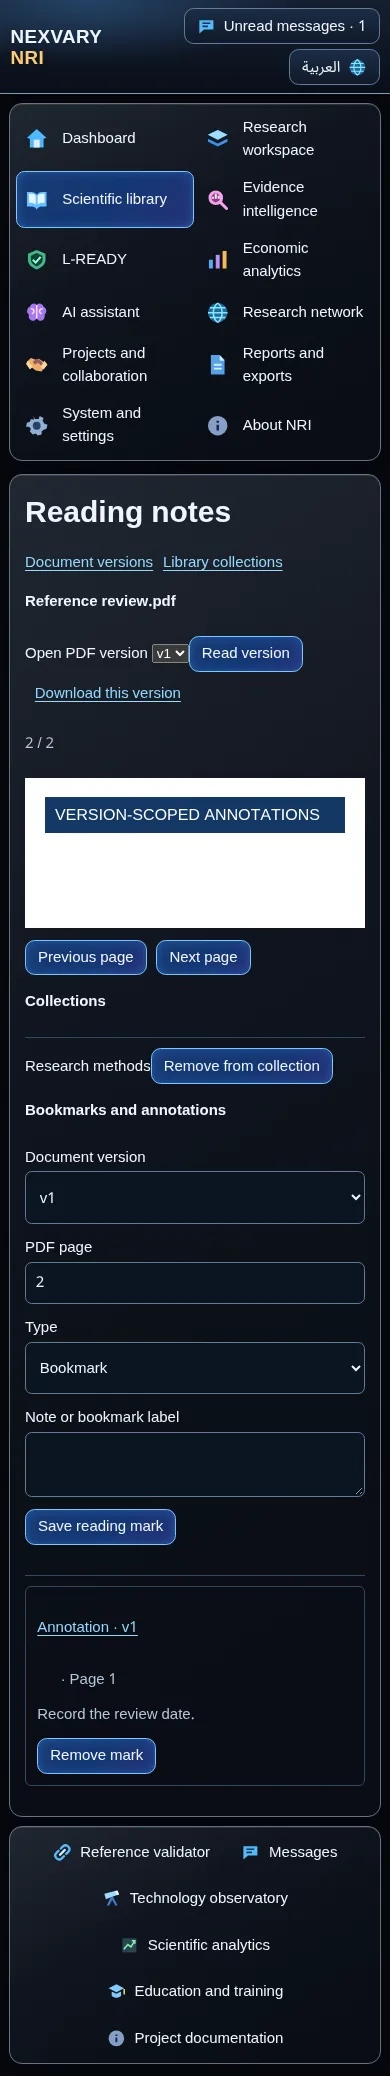 NEXVARY
NRI
Unread messages · 1
العربية
Dashboard
Research
workspace
Scientific library
Evidence
intelligence
L-READY
Economic
analytics
AI assistant
Research network
Projects and
collaboration
Reports and
exports
System and
settings
About NRI
Reading notes
Document versions Library collections
Reference review.pdf
Open PDF version v1 Read version
Download this version
2 / 2
VERSION-SCOPED ANNOTATIONS
Previous page Next page
Collections
Research methods Remove from collection
Bookmarks and annotations
Document version
v1
PDF page
2
Type
Bookmark
Note or bookmark label
Save reading mark
Annotation · v1
· Page 1
Record the review date.
Remove mark
Reference validator Messages
Technology observatory
Scientific analytics
Education and training
Project documentation